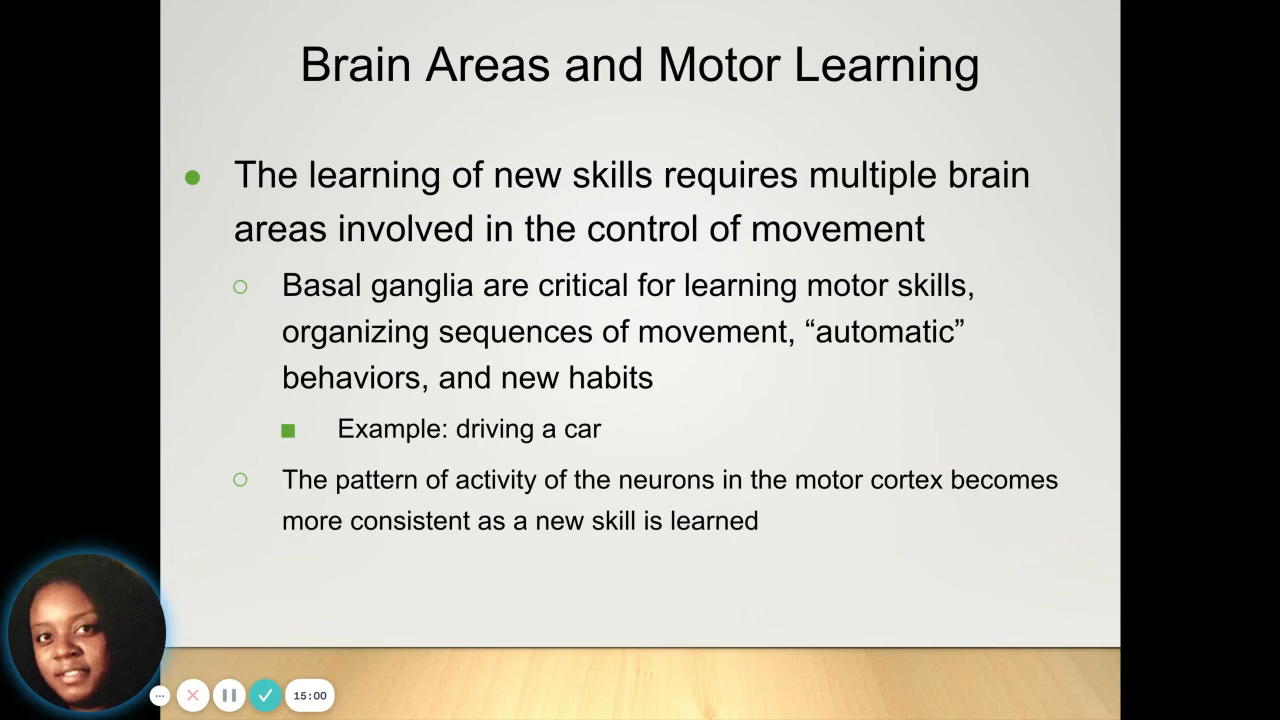 Brain Areas and Motor Learning
The learning of new skills requires multiple brain
areas involved in the control of movement
Basal ganglia are critical for learning motor skills,
organizing sequences of movement, “automatic”
behaviors, and new habits
Example: driving a car
The pattern of activity of the neurons in the motor cortex becomes
more consistent as a new skill is learned
15:00